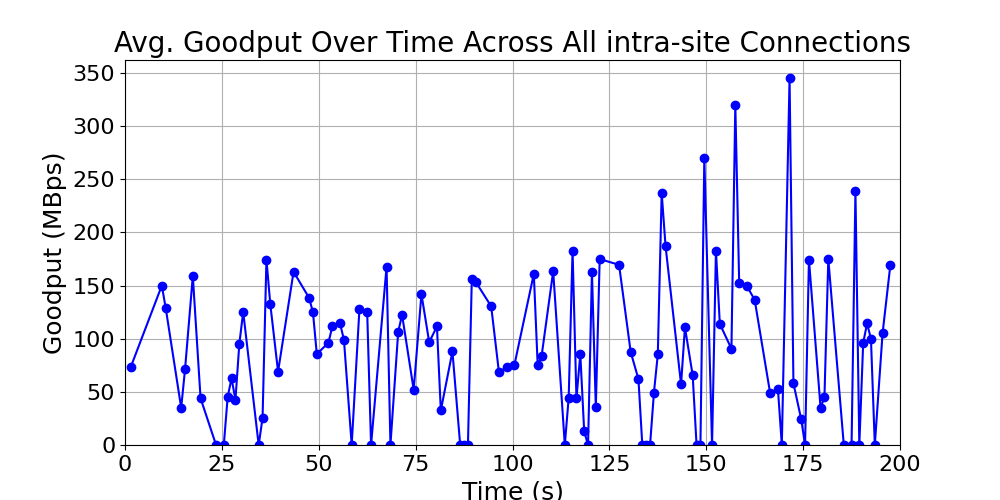 Avg. Goodput Over Time Across All intra-site Connections
Goodput (MBps)
350
300
250
200
150
100
50
0
0 25 50 75 100 125 150 175 200
Time (s)